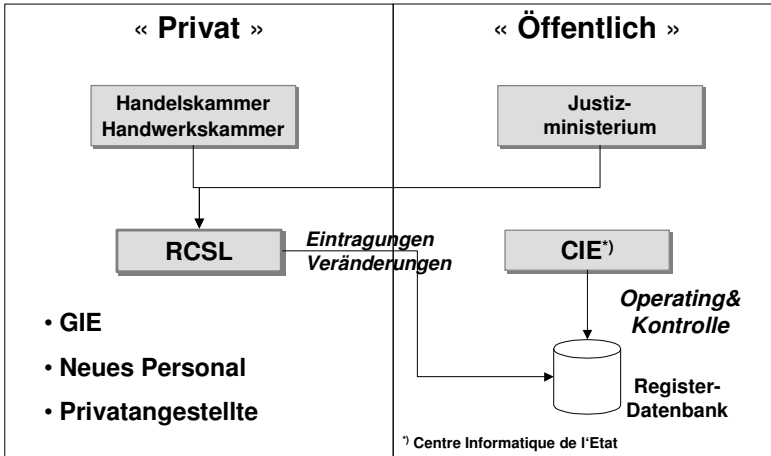 « Privat »
« Öffentlich »
Handelskammer
Handwerkskammer
Justiz-
ministerium
RCSL
Eintragungen
Veränderungen
CIE*)
Operating&
Kontrolle
• GIE
• Neues Personal
• Privatangestellte
Register-
Datenbank
*) Centre Informatique de l‘Etat